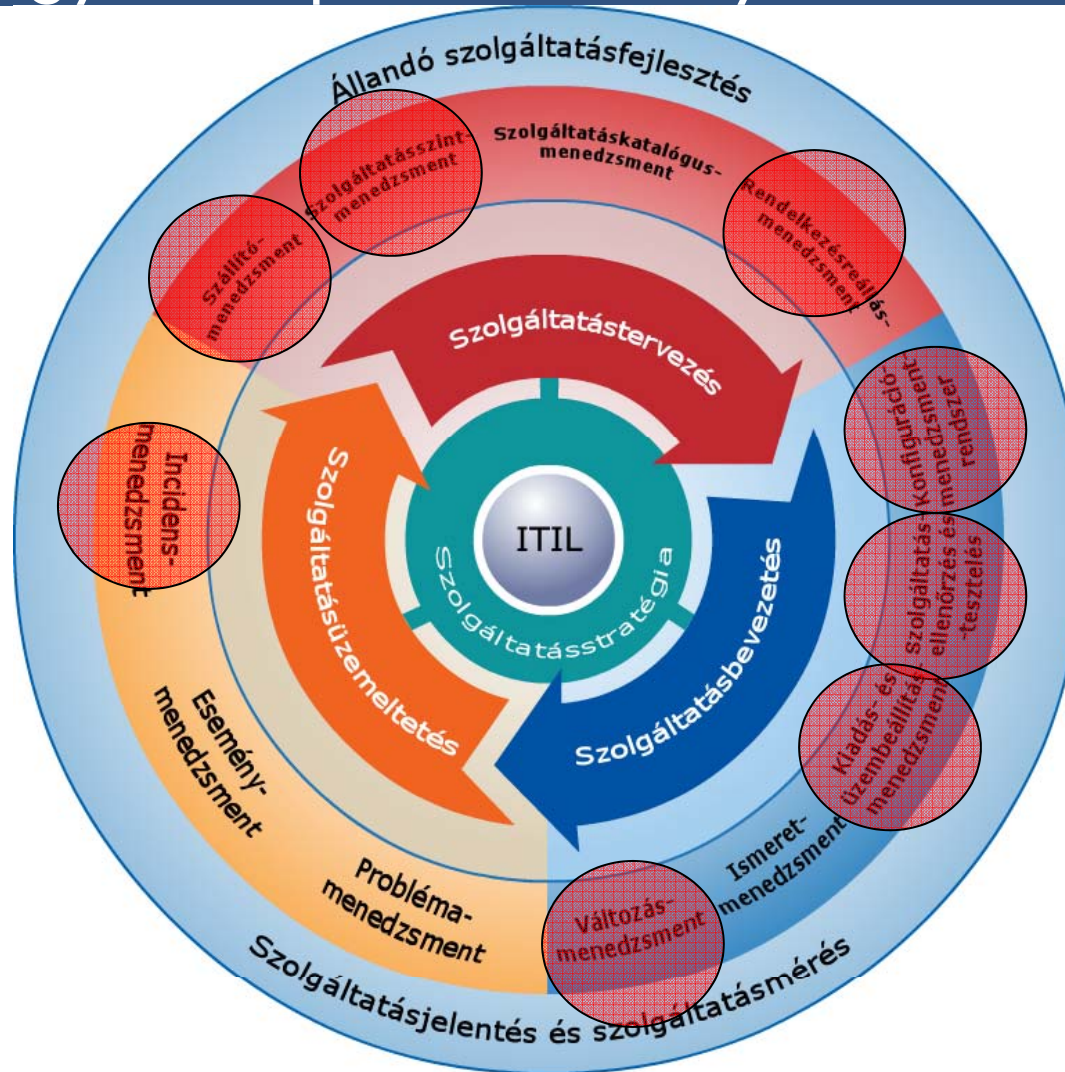 Állandó szolgáltatásfejlesztés
Szolgáltatásszint-
menedzsment
Szolgáltatáskatalógus-
menedzsment
Rendelkezésreállás-
menedzsment
Szállító-
menedzsment
Szolgáltatástervezés
Konfiguráció-
menedzsment-
rendszer
Incidens-
menedzsment
ITIL
Szolgáltatásstratégia
Szolgáltatásüzemeltetés
Szolgáltatásbevezetés
Szolgáltatás-
ellenőrzés és
-tesztelés
Kiadás- és
üzembeállítás-
menedzsment
Esemény-
menedzsment
Ismeret-
menedzsment
Probléma-
menedzsment
Változás-
menedzsment
Szolgáltatásjelentés és szolgáltatásmérés